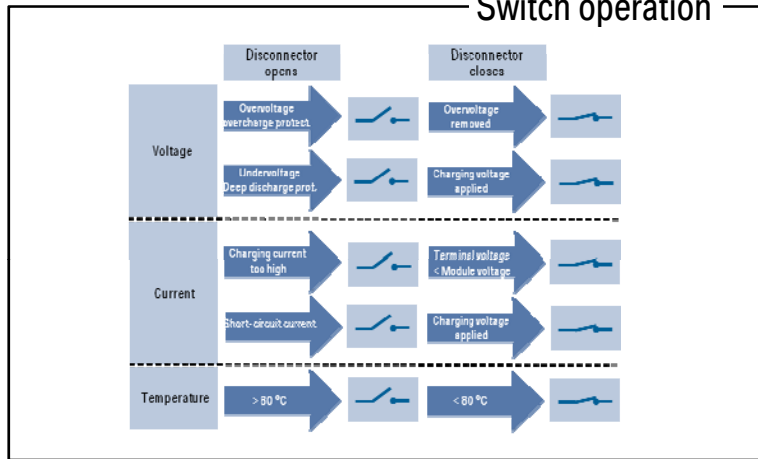 Switch operation
Disconnector
opens
Disconnector
closes
Voltage
Overvoltage
overcharge protect.
Overvoltage
removed
Undervoltage
Deep discharge prot.
Charging voltage
applied
Current
Charging current
too high
Terminal voltage
< Module voltage
Short-circuit current
Charging voltage
applied
Temperature
> 80 °C
< 80 °C